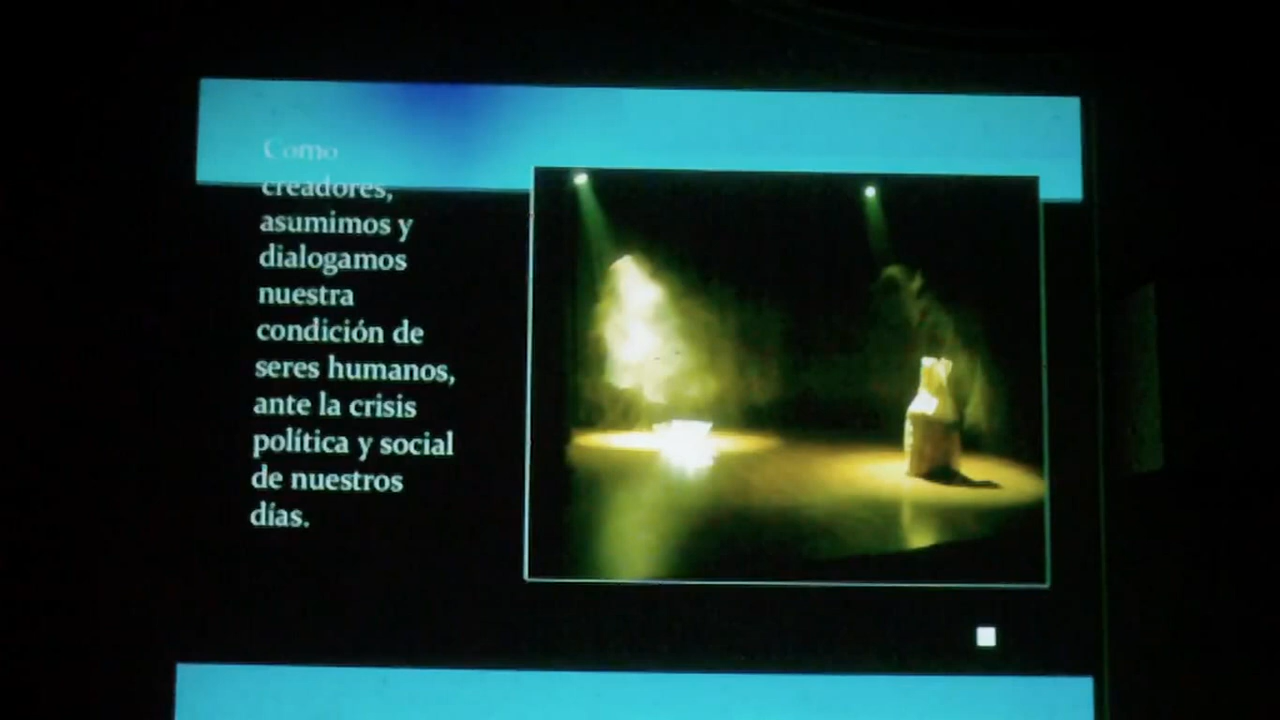 Como
creadores,
asumimos y
dialogamos
nuestra
condición de
seres humanos,
ante la crisis
política y social
de nuestros
días.